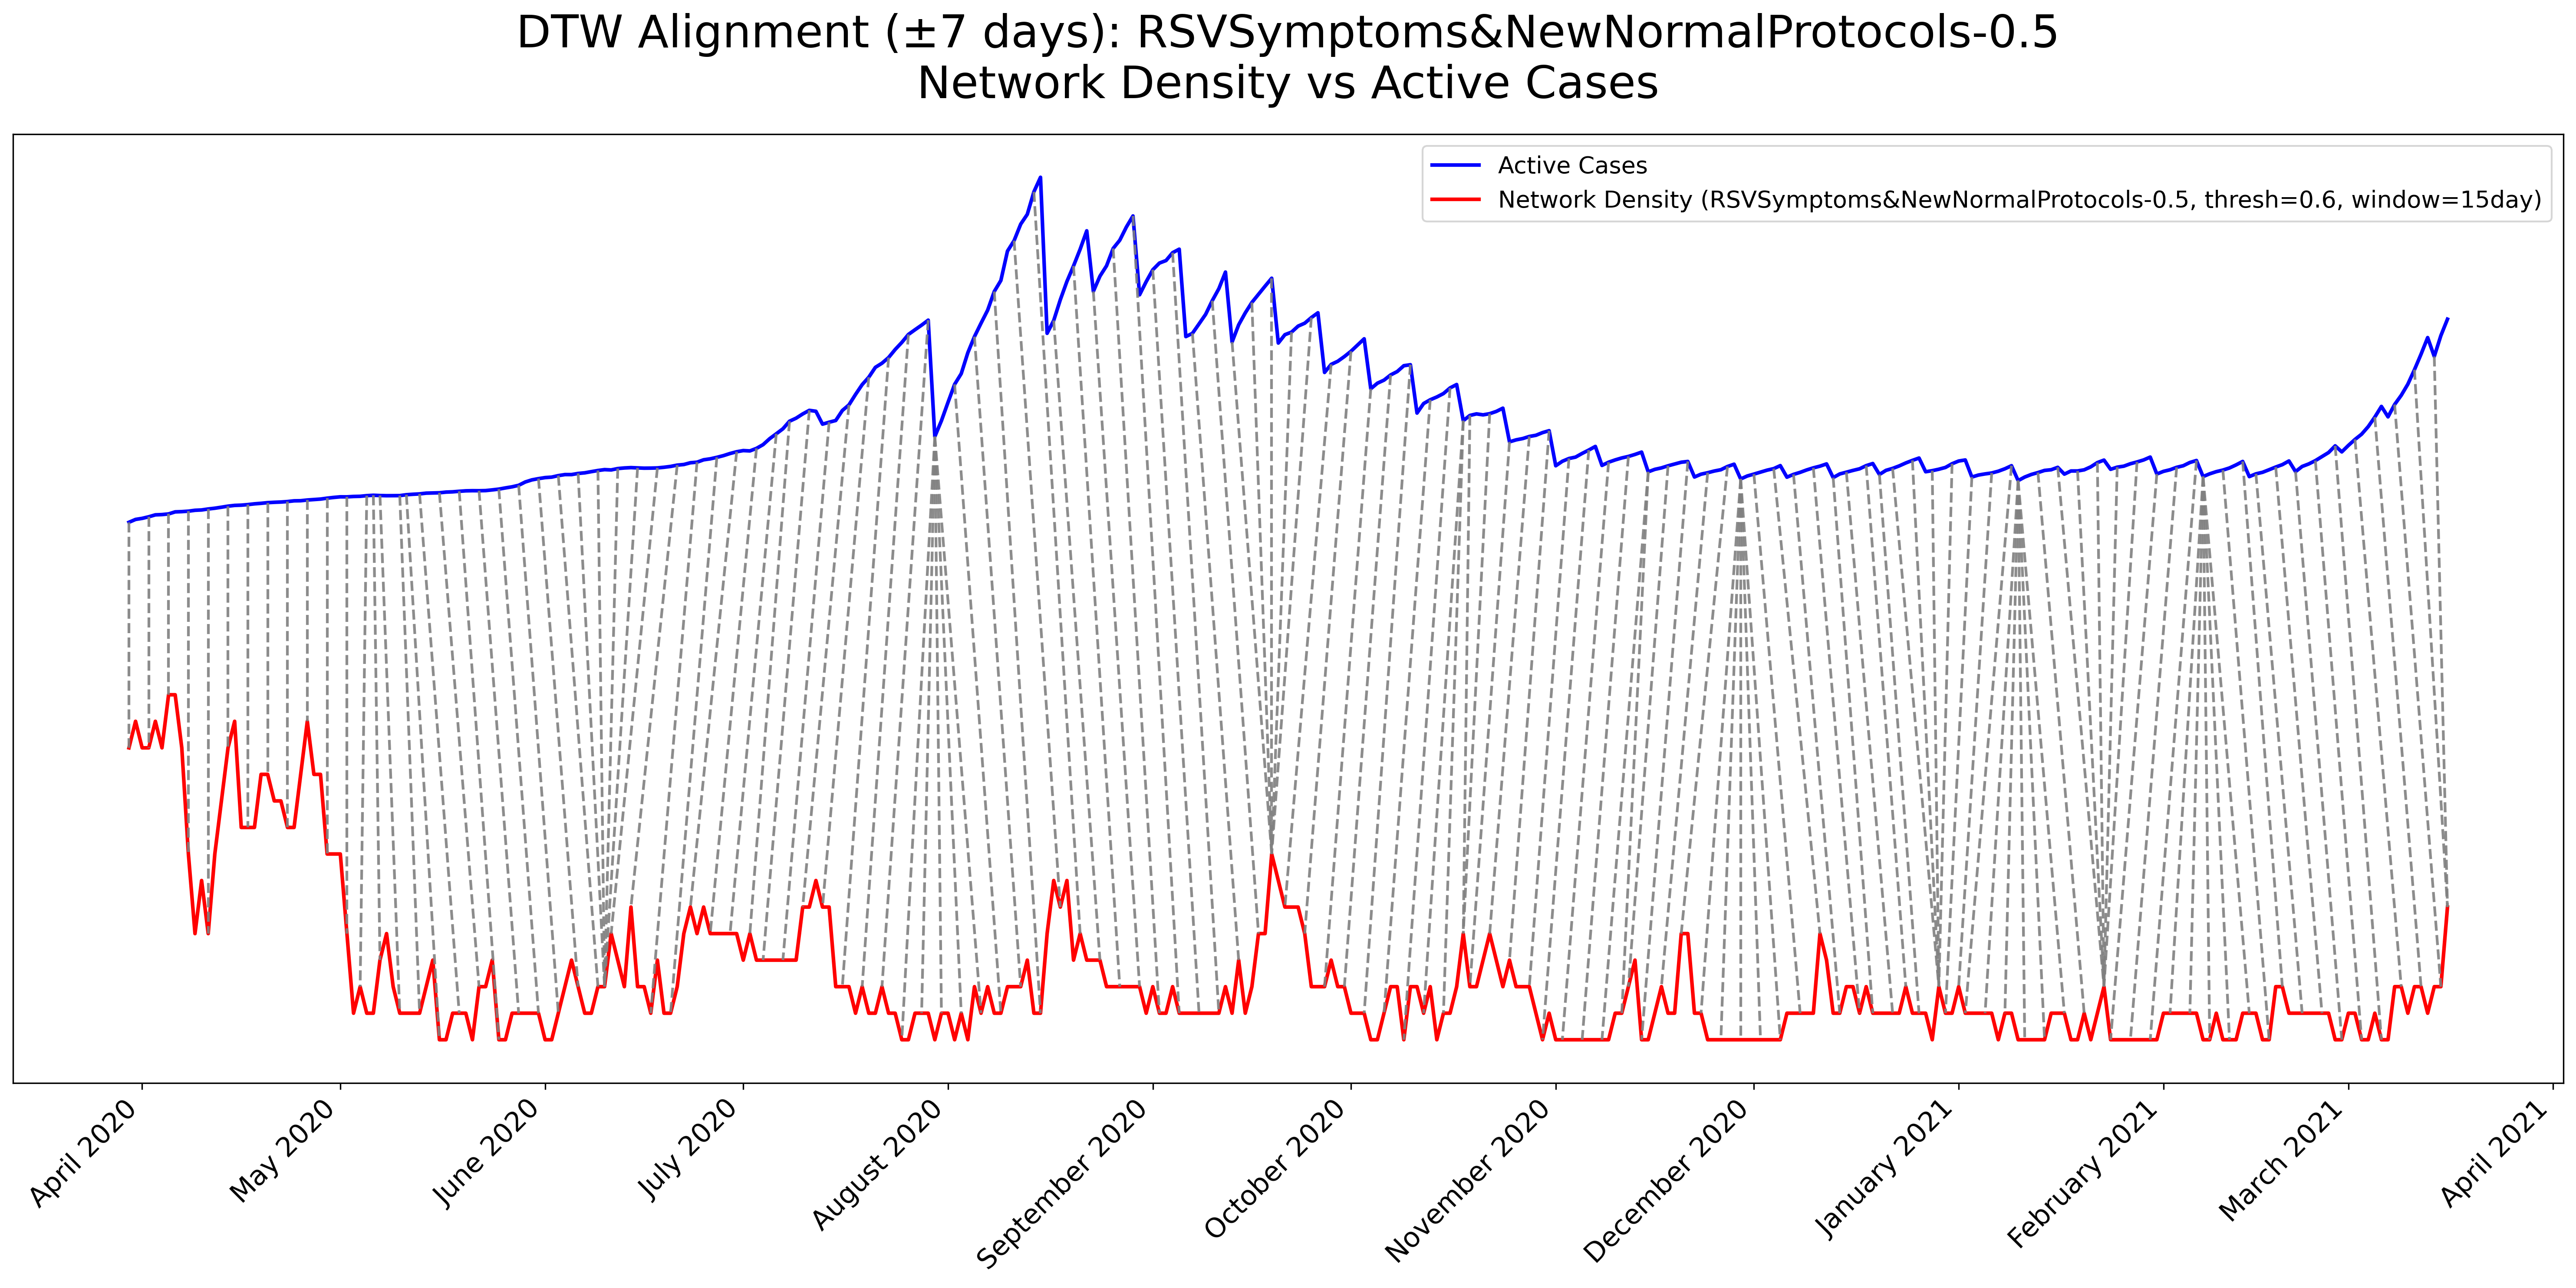 DTW Alignment (±7 days): RSVSymptoms&NewNormalProtocols-0.5
Network Density vs Active Cases
Active Cases
Network Density (RSVSymptoms&NewNormalProtocols-0.5, thresh=0.6, window=15day)
April 2020
May 2020
June 2020
July 2020
August 2020
September 2020
October 2020
November 2020
December 2020
January 2021
February 2021
March 2021
April 2021